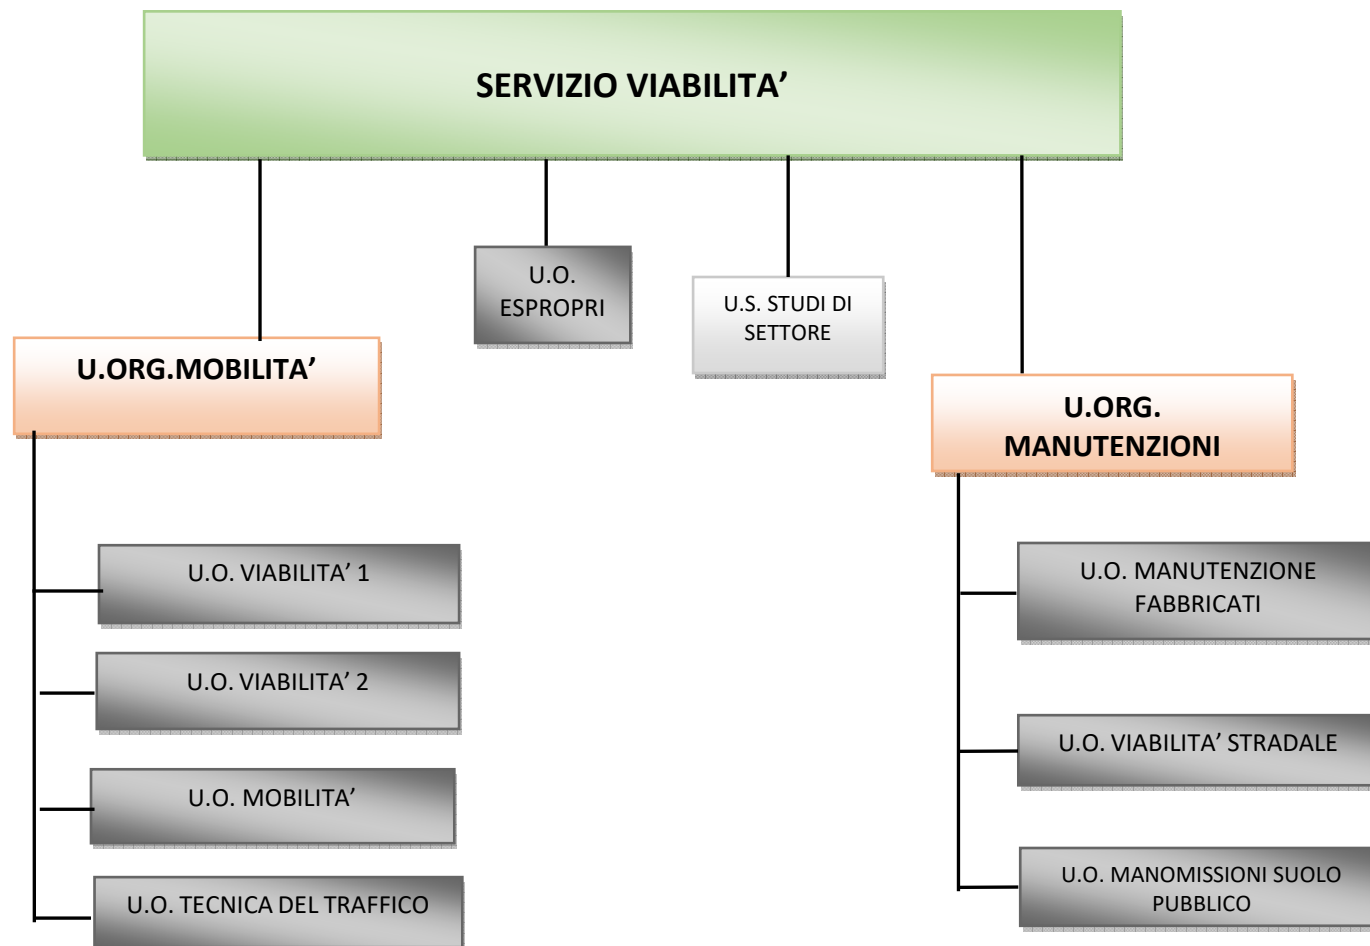 SERVIZIO VIABILITA’
U.O.
ESPROPRI
U.S. STUDI DI
SETTORE
U.ORG.MOBILITA’
U.ORG.
MANUTENZIONI
U.O. VIABILITA’ 1
U.O. VIABILITA’ 2
U.O. MOBILITA’
U.O. TECNICA DEL TRAFFICO
U.O. MANUTENZIONE
FABBRICATI
U.O. VIABILITA’ STRADALE
U.O. MANOMISSIONI SUOLO
PUBBLICO